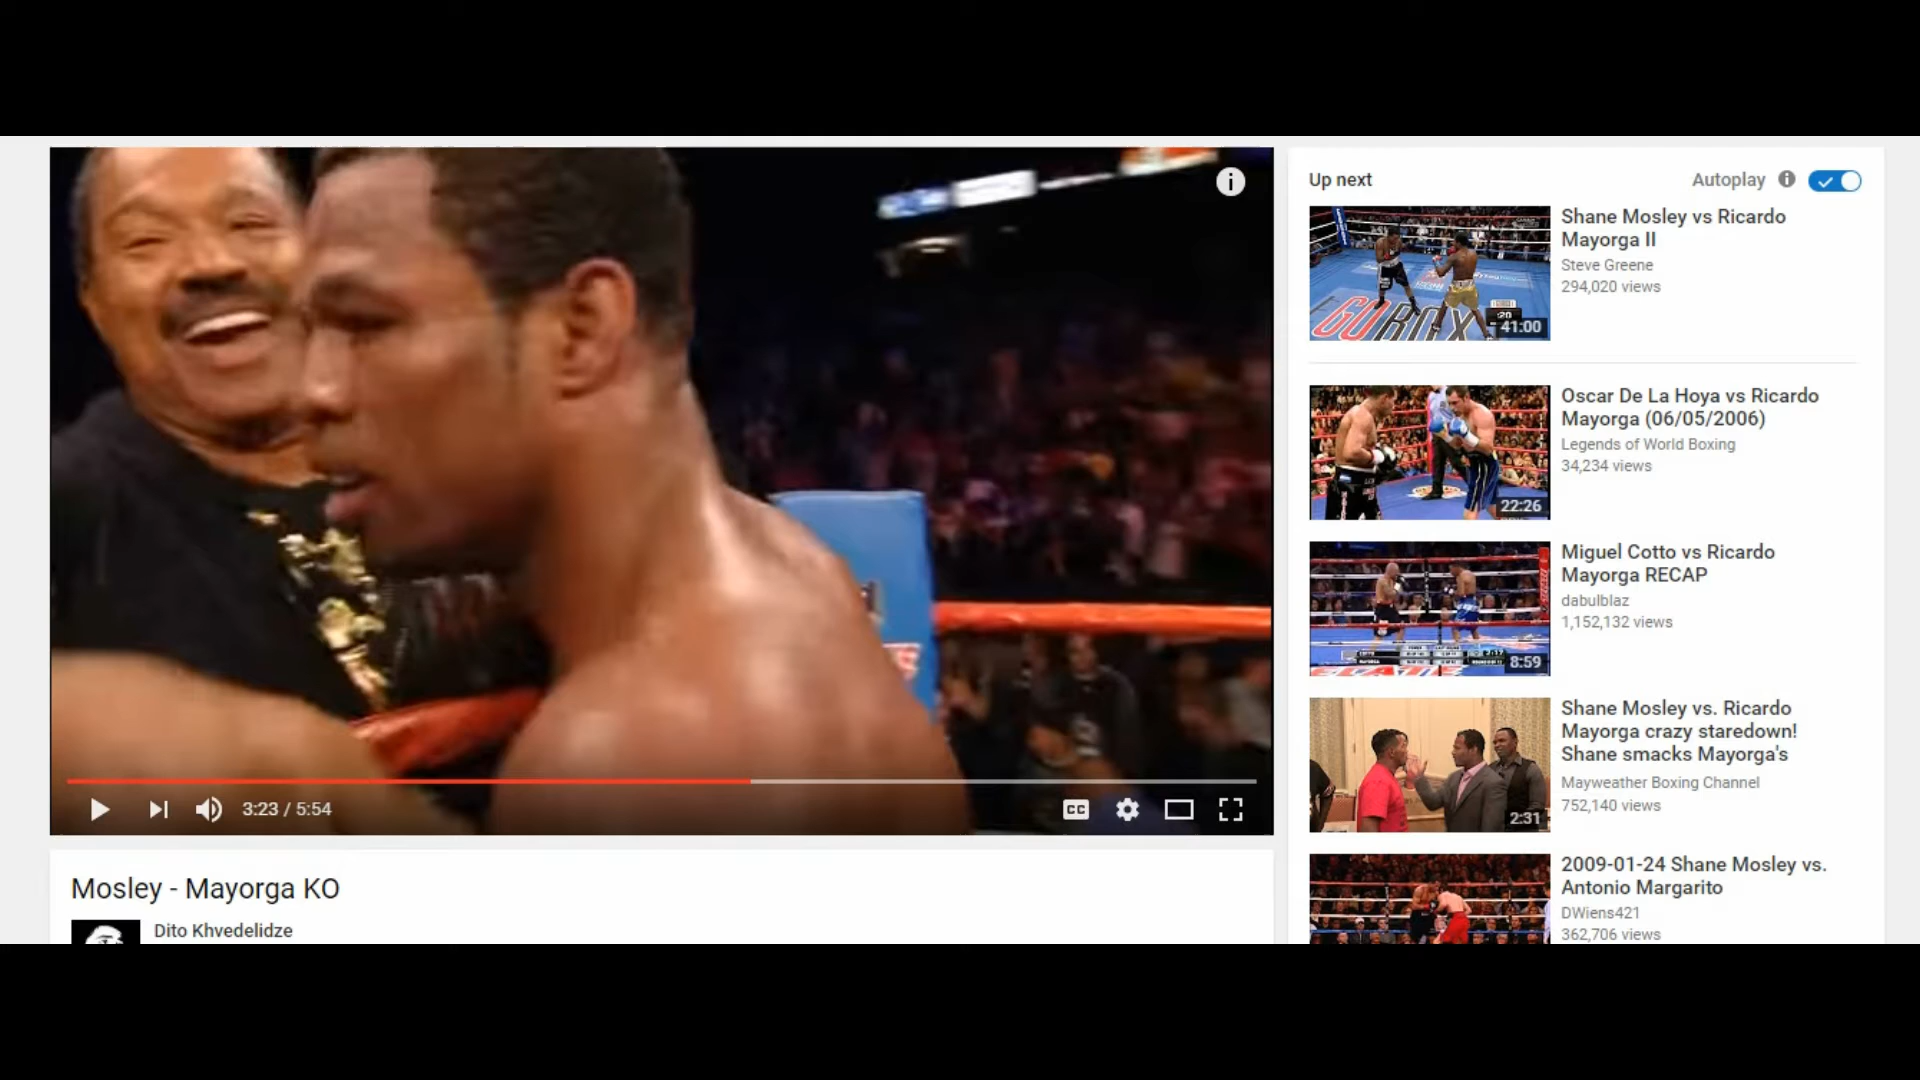 Up next
Autoplay
Shane Mosley vs Ricardo
Mayorga II
Steve Greene
294,020 views
:20
41:00
Oscar De La Hoya vs Ricardo
Mayorga (06/05/2006)
Legends of World Boxing
34,234 views
22:26
Miguel Cotto vs Ricardo
Mayorga RECAP
dabulblaz
1,152,132 views
8:59
Shane Mosley vs. Ricardo
Mayorga crazy staredown!
Shane smacks Mayorga's
Mayweather Boxing Channel
752,140 views
2:31
2009-01-24 Shane Mosley vs.
Antonio Margarito
DWiens421
362,706 views
3:23 / 5:54
CC
Mosley - Mayorga KO
Dito Khvedelidze